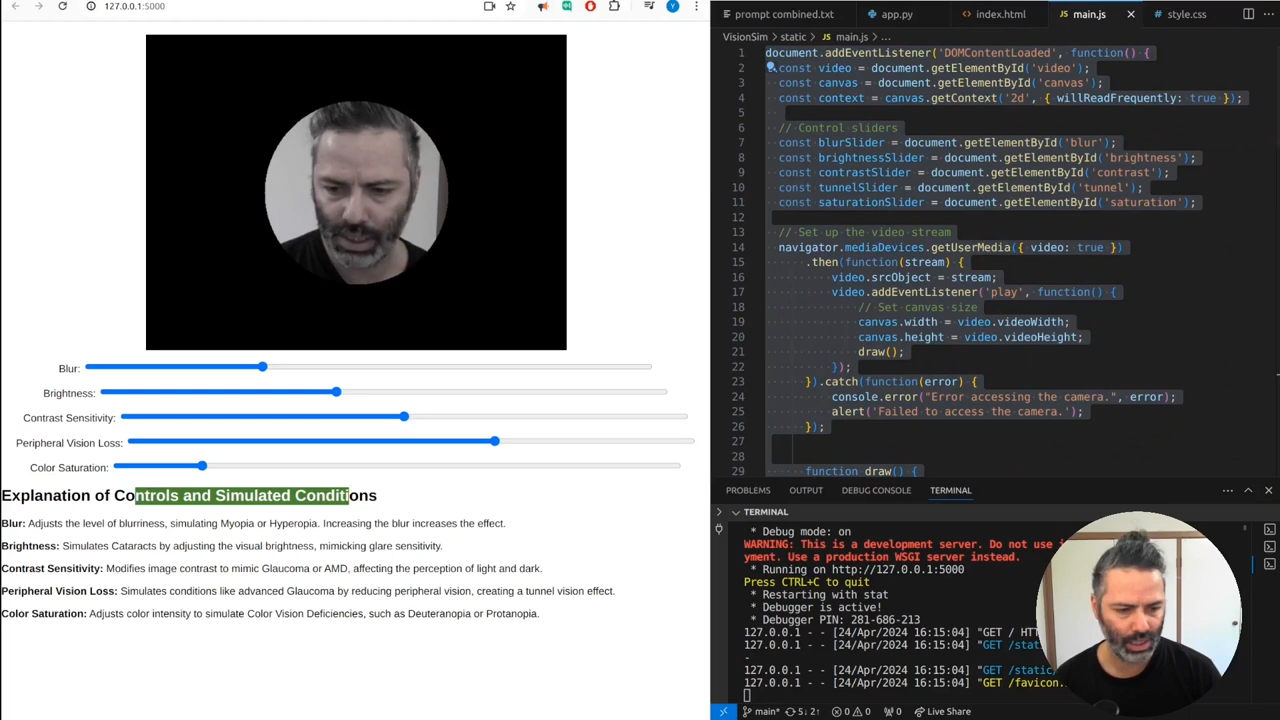 127.0.0.1:5000
Y
Blur:
Brightness:
Contrast Sensitivity:
Peripheral Vision Loss:
Color Saturation:
Explanation of Controls and Simulated Conditions
Blur: Adjusts the level of blurriness, simulating Myopia or Hyperopia. Increasing the blur increases the effect.
Brightness: Simulates Cataracts by adjusting the visual brightness, mimicking glare sensitivity.
Contrast Sensitivity: Modifies image contrast to mimic Glaucoma or AMD, affecting the perception of light and dark.
Peripheral Vision Loss: Simulates conditions like advanced Glaucoma by reducing peripheral vision, creating a tunnel vision effect.
Color Saturation: Adjusts color intensity to simulate Color Vision Deficiencies, such as Deuteranopia or Protanopia.
prompt combined.txt app.py index.html main.js style.css
VisionSim > static > main.js > ...
1 document.addEventListener('DOMContentLoaded', function() {
2 const video = document.getElementById('video');
3 const canvas = document.getElementById('canvas');
4 const context = canvas.getContext('2d', { willReadFrequently: true });
5
6 // Control sliders
7 const blurSlider = document.getElementById('blur');
8 const brightnessSlider = document.getElementById('brightness');
9 const contrastSlider = document.getElementById('contrast');
10 const tunnelSlider = document.getElementById('tunnel');
11 const saturationSlider = document.getElementById('saturation');
12
13 // Set up the video stream
14 navigator.mediaDevices.getUserMedia({ video: true })
15 .then(function(stream) {
16 video.srcObject = stream;
17 video.addEventListener('play', function() {
18 // Set canvas size
19 canvas.width = video.videoWidth;
20 canvas.height = video.videoHeight;
21 draw();
22 });
23 }).catch(function(error) {
24 console.error("Error accessing the camera.", error);
25 alert('Failed to access the camera.');
26 });
27
28
29 function draw() {
PROBLEMS OUTPUT DEBUG CONSOLE TERMINAL
TERMINAL
* Debug mode: on
WARNING: This is a development server. Do not use i
yment. Use a production WSGI server instead.
* Running on http://127.0.0.1:5000
Press CTRL+C to quit
* Restarting with stat
* Debugger is active!
* Debugger PIN: 281-686-213
127.0.0.1 - - [24/Apr/2024 16:15:04] "GET / HT
127.0.0.1 - - [24/Apr/2024 16:15:04] "GET /stat
-
127.0.0.1 - - [24/Apr/2024 16:15:04] "GET /static
127.0.0.1 - - [24/Apr/2024 16:15:04] "GET /favicon.
main* 5↓ 2↑ 0 0 0 Live Share